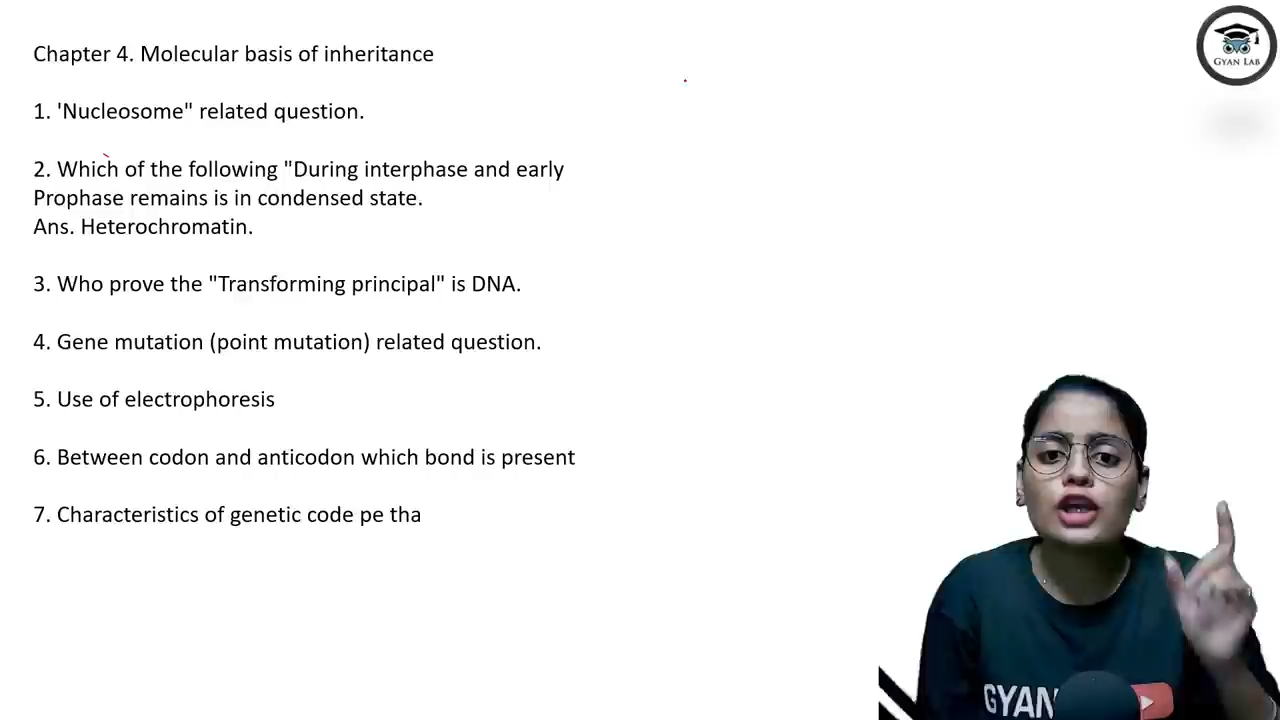 Chapter 4. Molecular basis of inheritance
1. 'Nucleosome" related question.
2. Which of the following "During interphase and early
Prophase remains is in condensed state.
Ans. Heterochromatin.
3. Who prove the "Transforming principal" is DNA.
4. Gene mutation (point mutation) related question.
5. Use of electrophoresis
6. Between codon and anticodon which bond is present
7. Characteristics of genetic code pe tha
GYAN LAB
GYAN